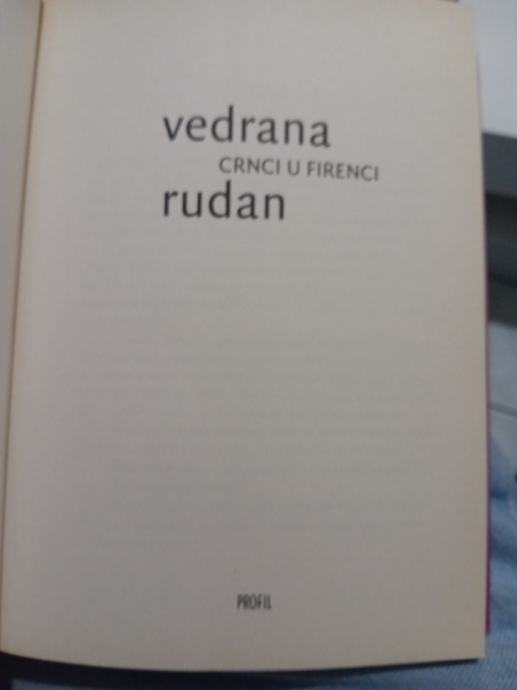 vedrana
CRNCI U FIRENCI
rudan
PROFIL